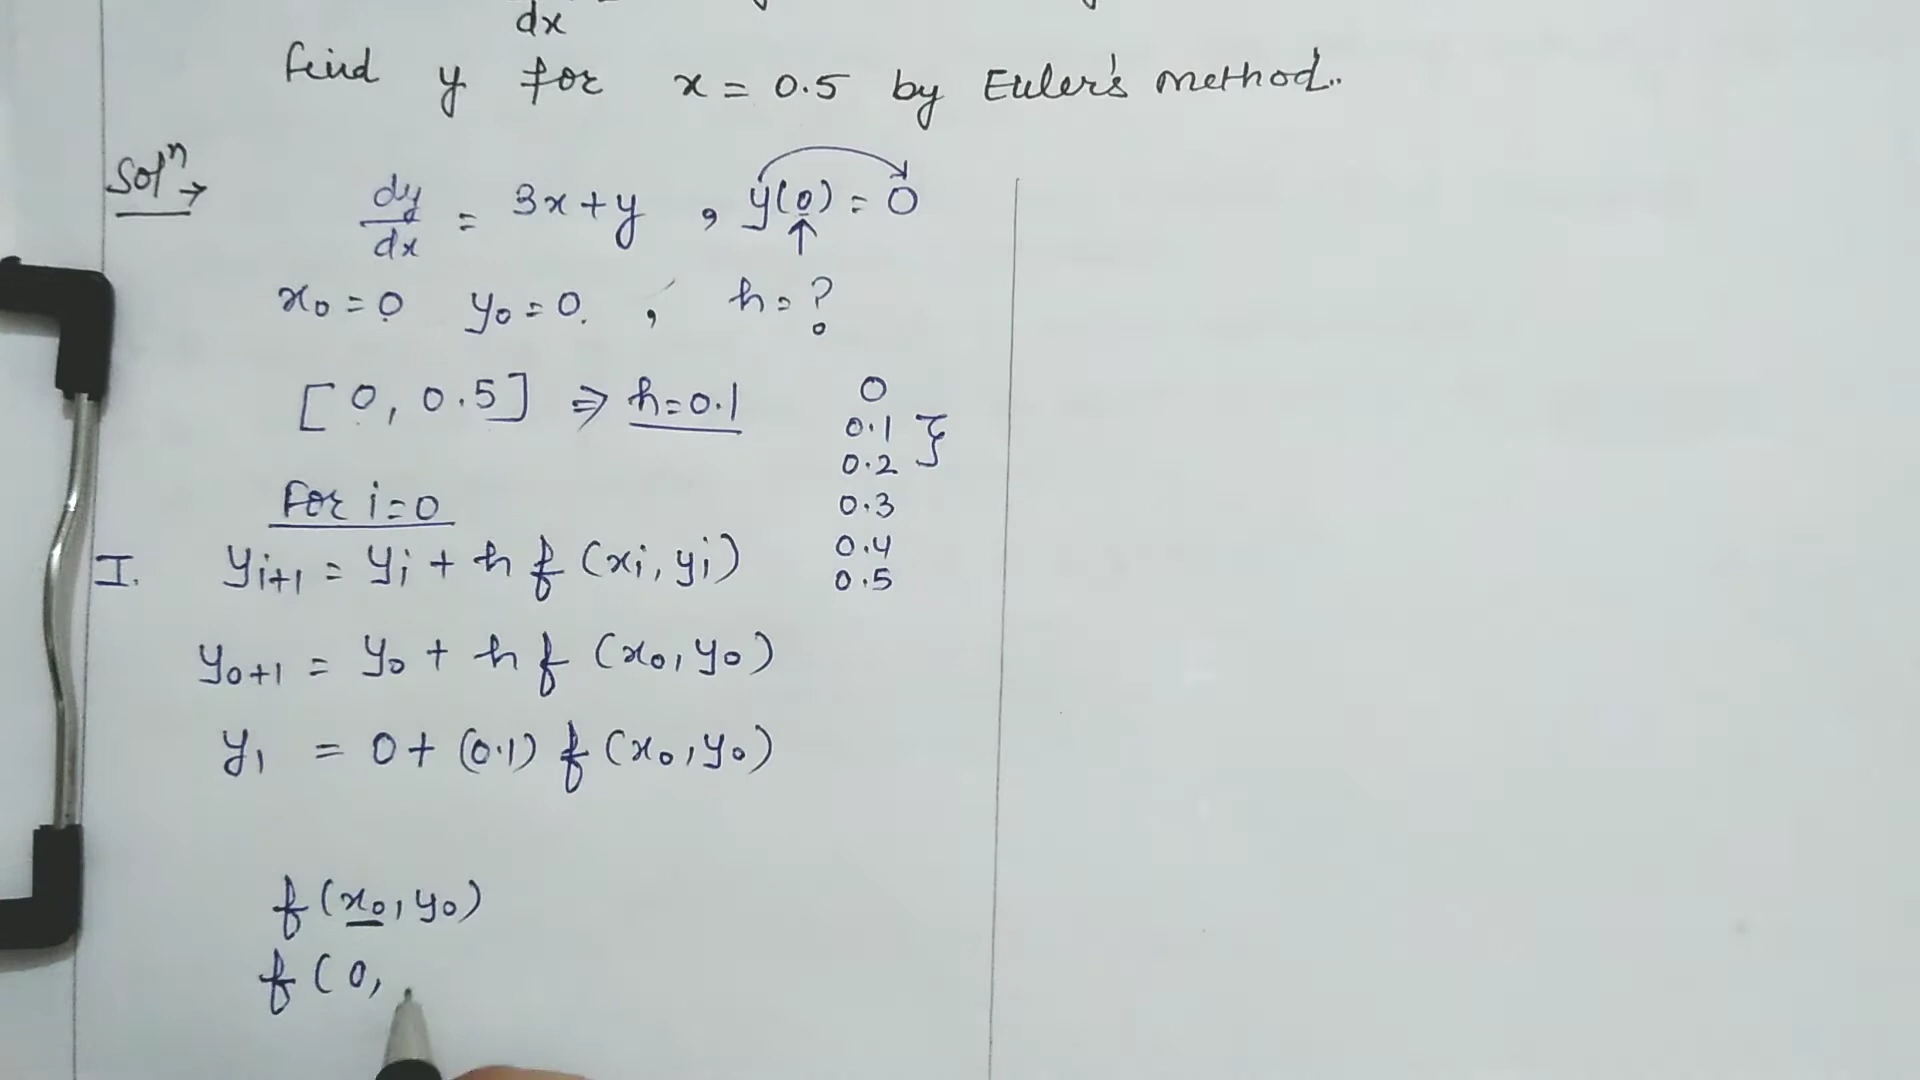 dx
find y for x = 0.5 by Euler's method..
Solⁿ →
dy/dx = 3x + y , y(0) = 0
↑
x₀ = 0 y₀ = 0. , h = ?
[0, 0.5] ⇒ h = 0.1
0
0.1 }
0.2
0.3
0.4
0.5
For i = 0
I. yᵢ₊₁ = yᵢ + h f (xᵢ, yᵢ)
y₀₊₁ = y₀ + h f (x₀, y₀)
y₁ = 0 + (0.1) f (x₀, y₀)
f (x₀, y₀)
f (0,